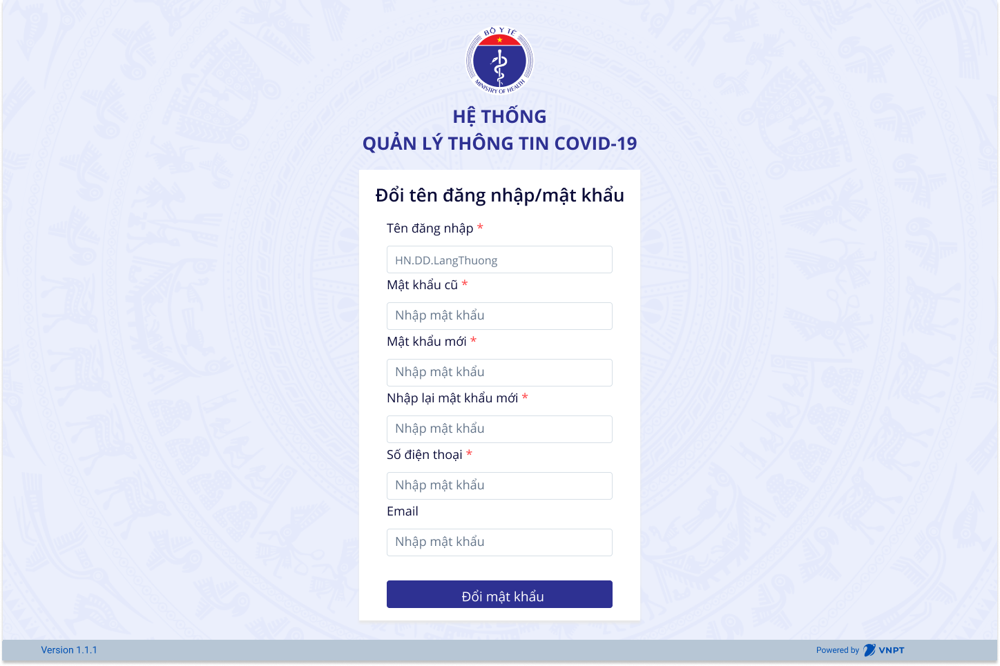 BỘ Y TẾ
MINISTRY OF HEALTH
HỆ THỐNG
QUẢN LÝ THÔNG TIN COVID-19
Đổi tên đăng nhập/mật khẩu
Tên đăng nhập *
HN.DD.LangThuong
Mật khẩu cũ *
Nhập mật khẩu
Mật khẩu mới *
Nhập mật khẩu
Nhập lại mật khẩu mới *
Nhập mật khẩu
Số điện thoại *
Nhập mật khẩu
Email
Nhập mật khẩu
Đổi mật khẩu
Version 1.1.1
Powered by VNPT